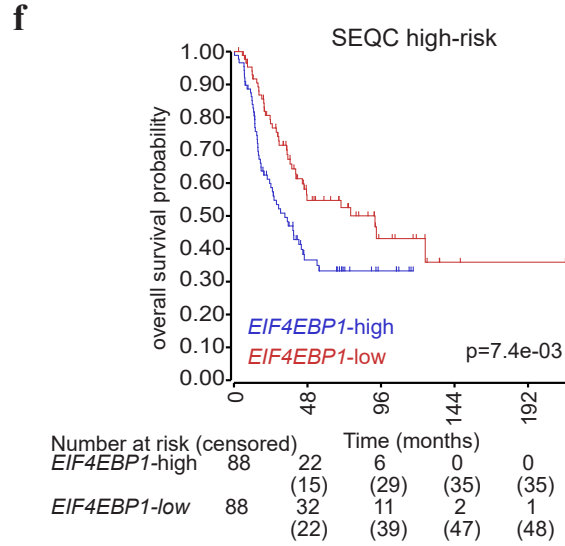 f
SEQC high-risk
overall survival probability
1.00
0.90
0.80
0.70
0.60
0.50
0.40
0.30
0.20
0.10
0.00
EIF4EBP1-high
EIF4EBP1-low
p=7.4e-03
0 48 96 144 192
Number at risk (censored) Time (months)
EIF4EBP1-high 88 22 6 0 0
(15) (29) (35) (35)
EIF4EBP1-low 88 32 11 2 1
(22) (39) (47) (48)